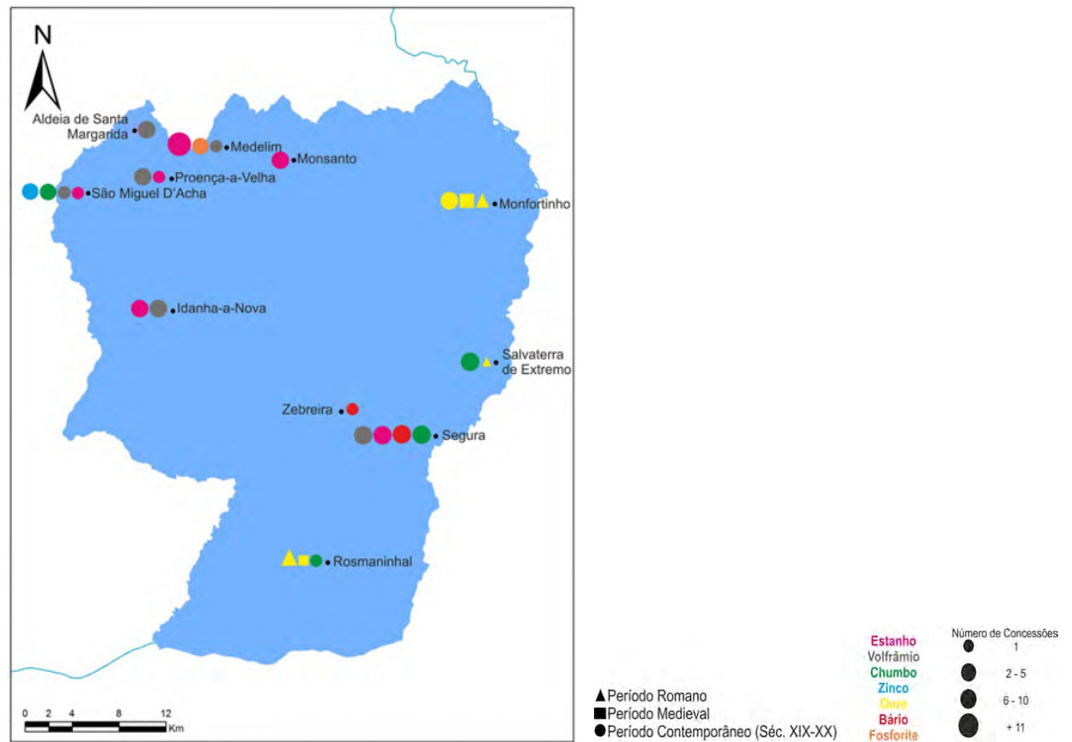 N
Aldeia de Santa
Margarida
Medelim
Monsanto
Proença-a-Velha
São Miguel D'Acha
Monfortinho
Idanha-a-Nova
Salvaterra
de Extremo
Zebreira
Segura
Rosmaninhal
0 2 4 8 12
Km
Período Romano
Período Medieval
Período Contemporâneo (Séc. XIX-XX)
Estanho
Volfrâmio
Chumbo
Zinco
Ouro
Bário
Fosforite
Número de Concessões
1
2 - 5
6 - 10
+ 11